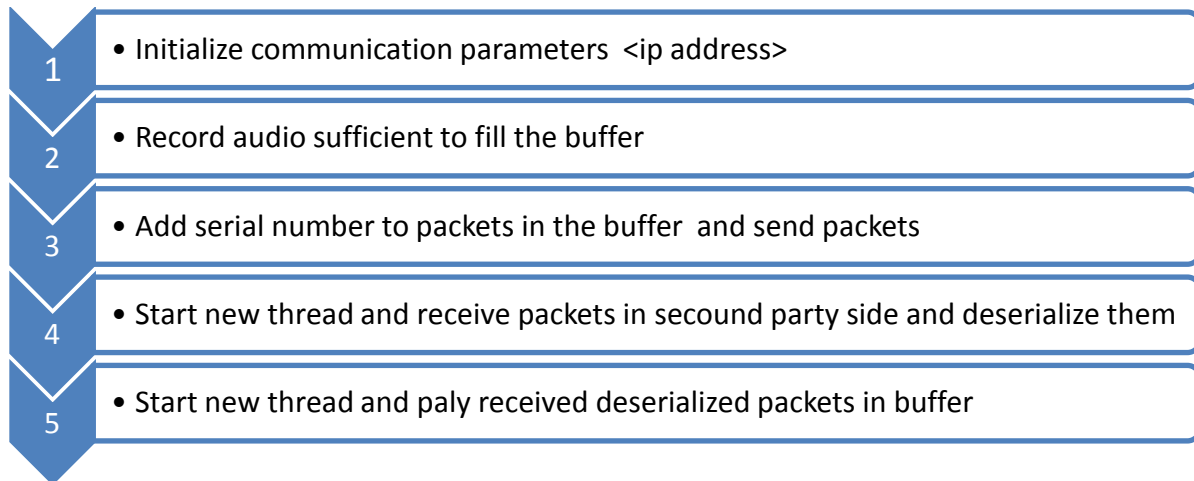 1 • Initialize communication parameters <ip address>
2 • Record audio sufficient to fill the buffer
3 • Add serial number to packets in the buffer and send packets
4 • Start new thread and receive packets in secound party side and deserialize them
5 • Start new thread and paly received deserialized packets in buffer